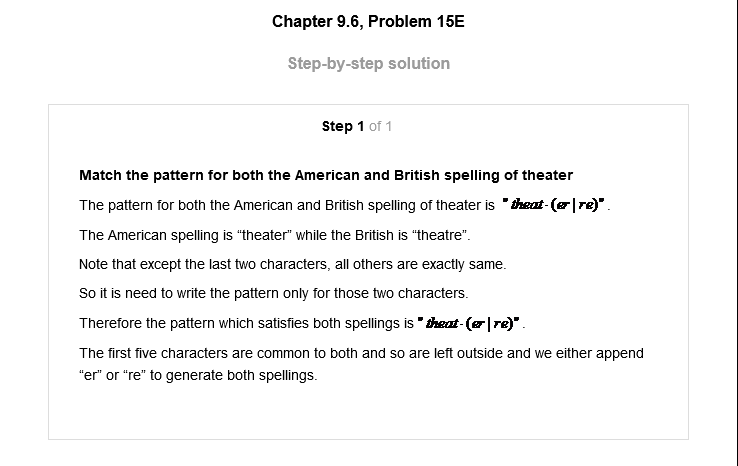 Chapter 9.6, Problem 15E
Step-by-step solution
Step 1 of 1
Match the pattern for both the American and British spelling of theater
The pattern for both the American and British spelling of theater is "theat-(er|re)".
The American spelling is “theater” while the British is “theatre”.
Note that except the last two characters, all others are exactly same.
So it is need to write the pattern only for those two characters.
Therefore the pattern which satisfies both spellings is "theat-(er|re)".
The first five characters are common to both and so are left outside and we either append
“er” or “re” to generate both spellings.